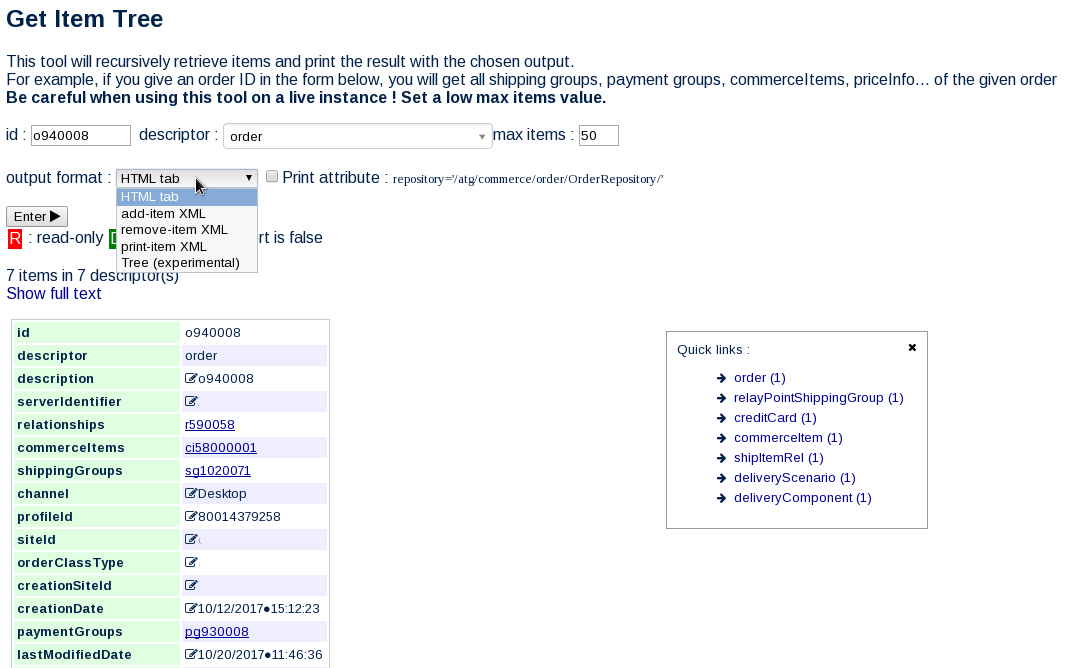 Get Item Tree
This tool will recursively retrieve items and print the result with the chosen output.
For example, if you give an order ID in the form below, you will get all shipping groups, payment groups, commerceItems, priceInfo... of the given order
Be careful when using this tool on a live instance ! Set a low max items value.
id : o940008 descriptor : order max items : 50
output format : HTML tab Print attribute : repository='/atg/commerce/order/OrderRepository/'
HTML tab
add-item XML
remove-item XML
print-item XML
Tree (experimental)
Enter
R : read-only is false
7 items in 7 descriptor(s)
Show full text
id o940008
descriptor order
description o940008
serverIdentifier
relationships r590058
commerceItems ci58000001
shippingGroups sg1020071
channel Desktop
profileId 80014379258
siteId
orderClassType
creationSiteId
creationDate 10/12/2017●15:12:23
paymentGroups pg930008
lastModifiedDate 10/20/2017●11:46:36
Quick links : ✖
order (1)
relayPointShippingGroup (1)
creditCard (1)
commerceItem (1)
shipItemRel (1)
deliveryScenario (1)
deliveryComponent (1)